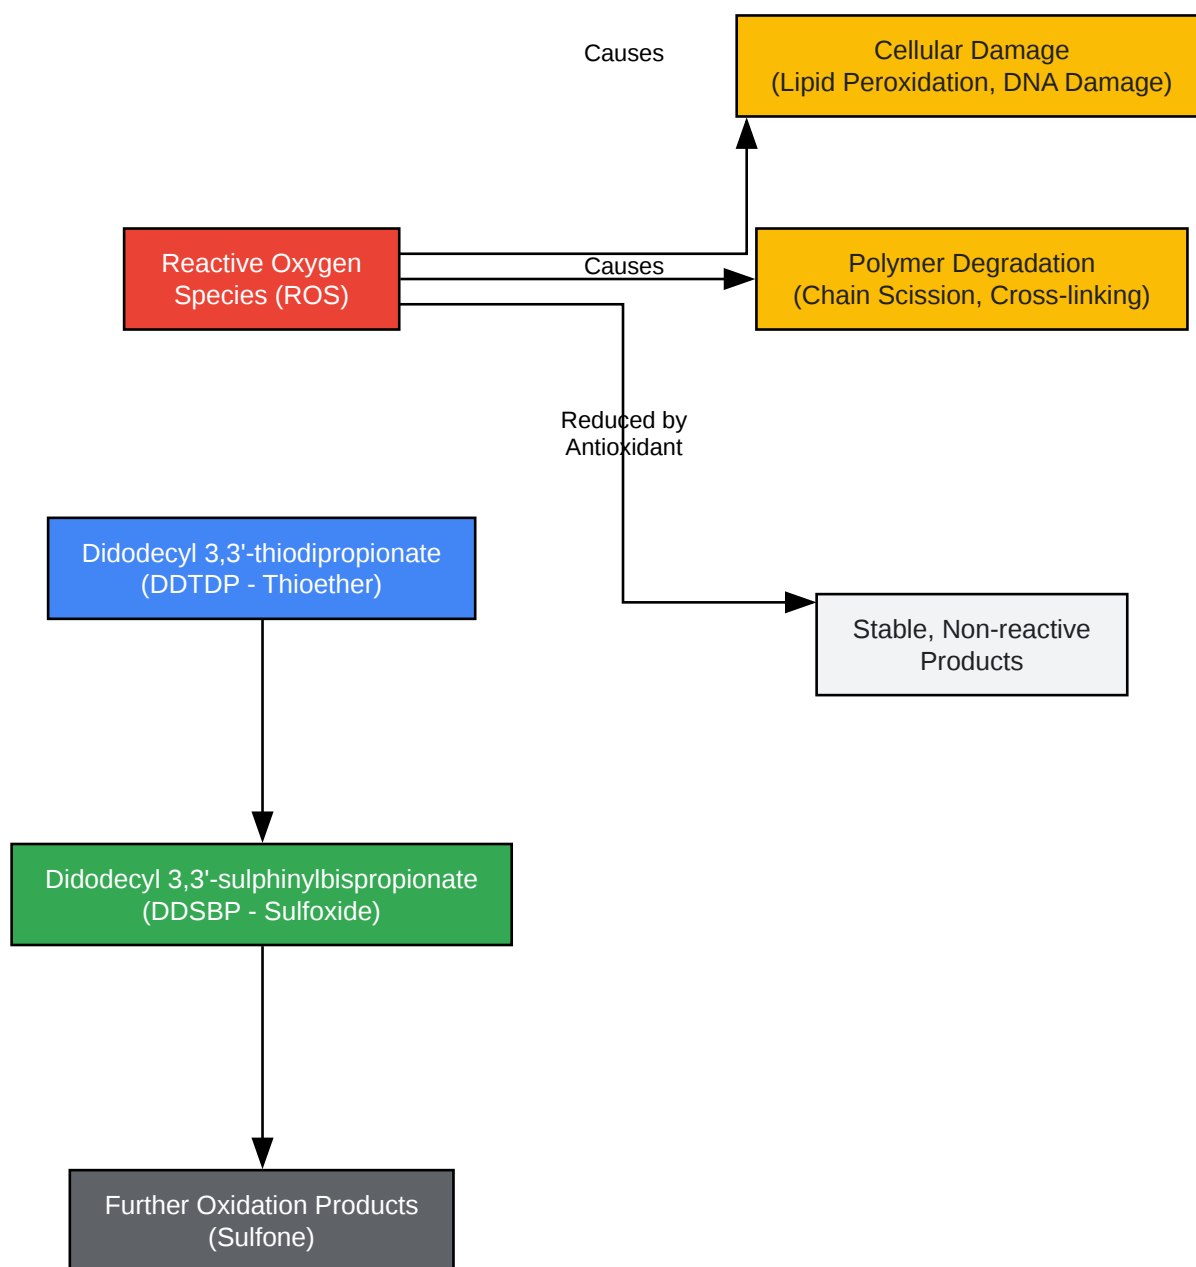 Causes
Cellular Damage
(Lipid Peroxidation, DNA Damage)
Reactive Oxygen
Species (ROS)
Causes
Polymer Degradation
(Chain Scission, Cross-linking)
Reduced by
Antioxidant
Didodecyl 3,3'-thiodipropionate
(DDTDP - Thioether)
Stable, Non-reactive
Products
Didodecyl 3,3'-sulphinylbispropionate
(DDSBP - Sulfoxide)
Further Oxidation Products
(Sulfone)